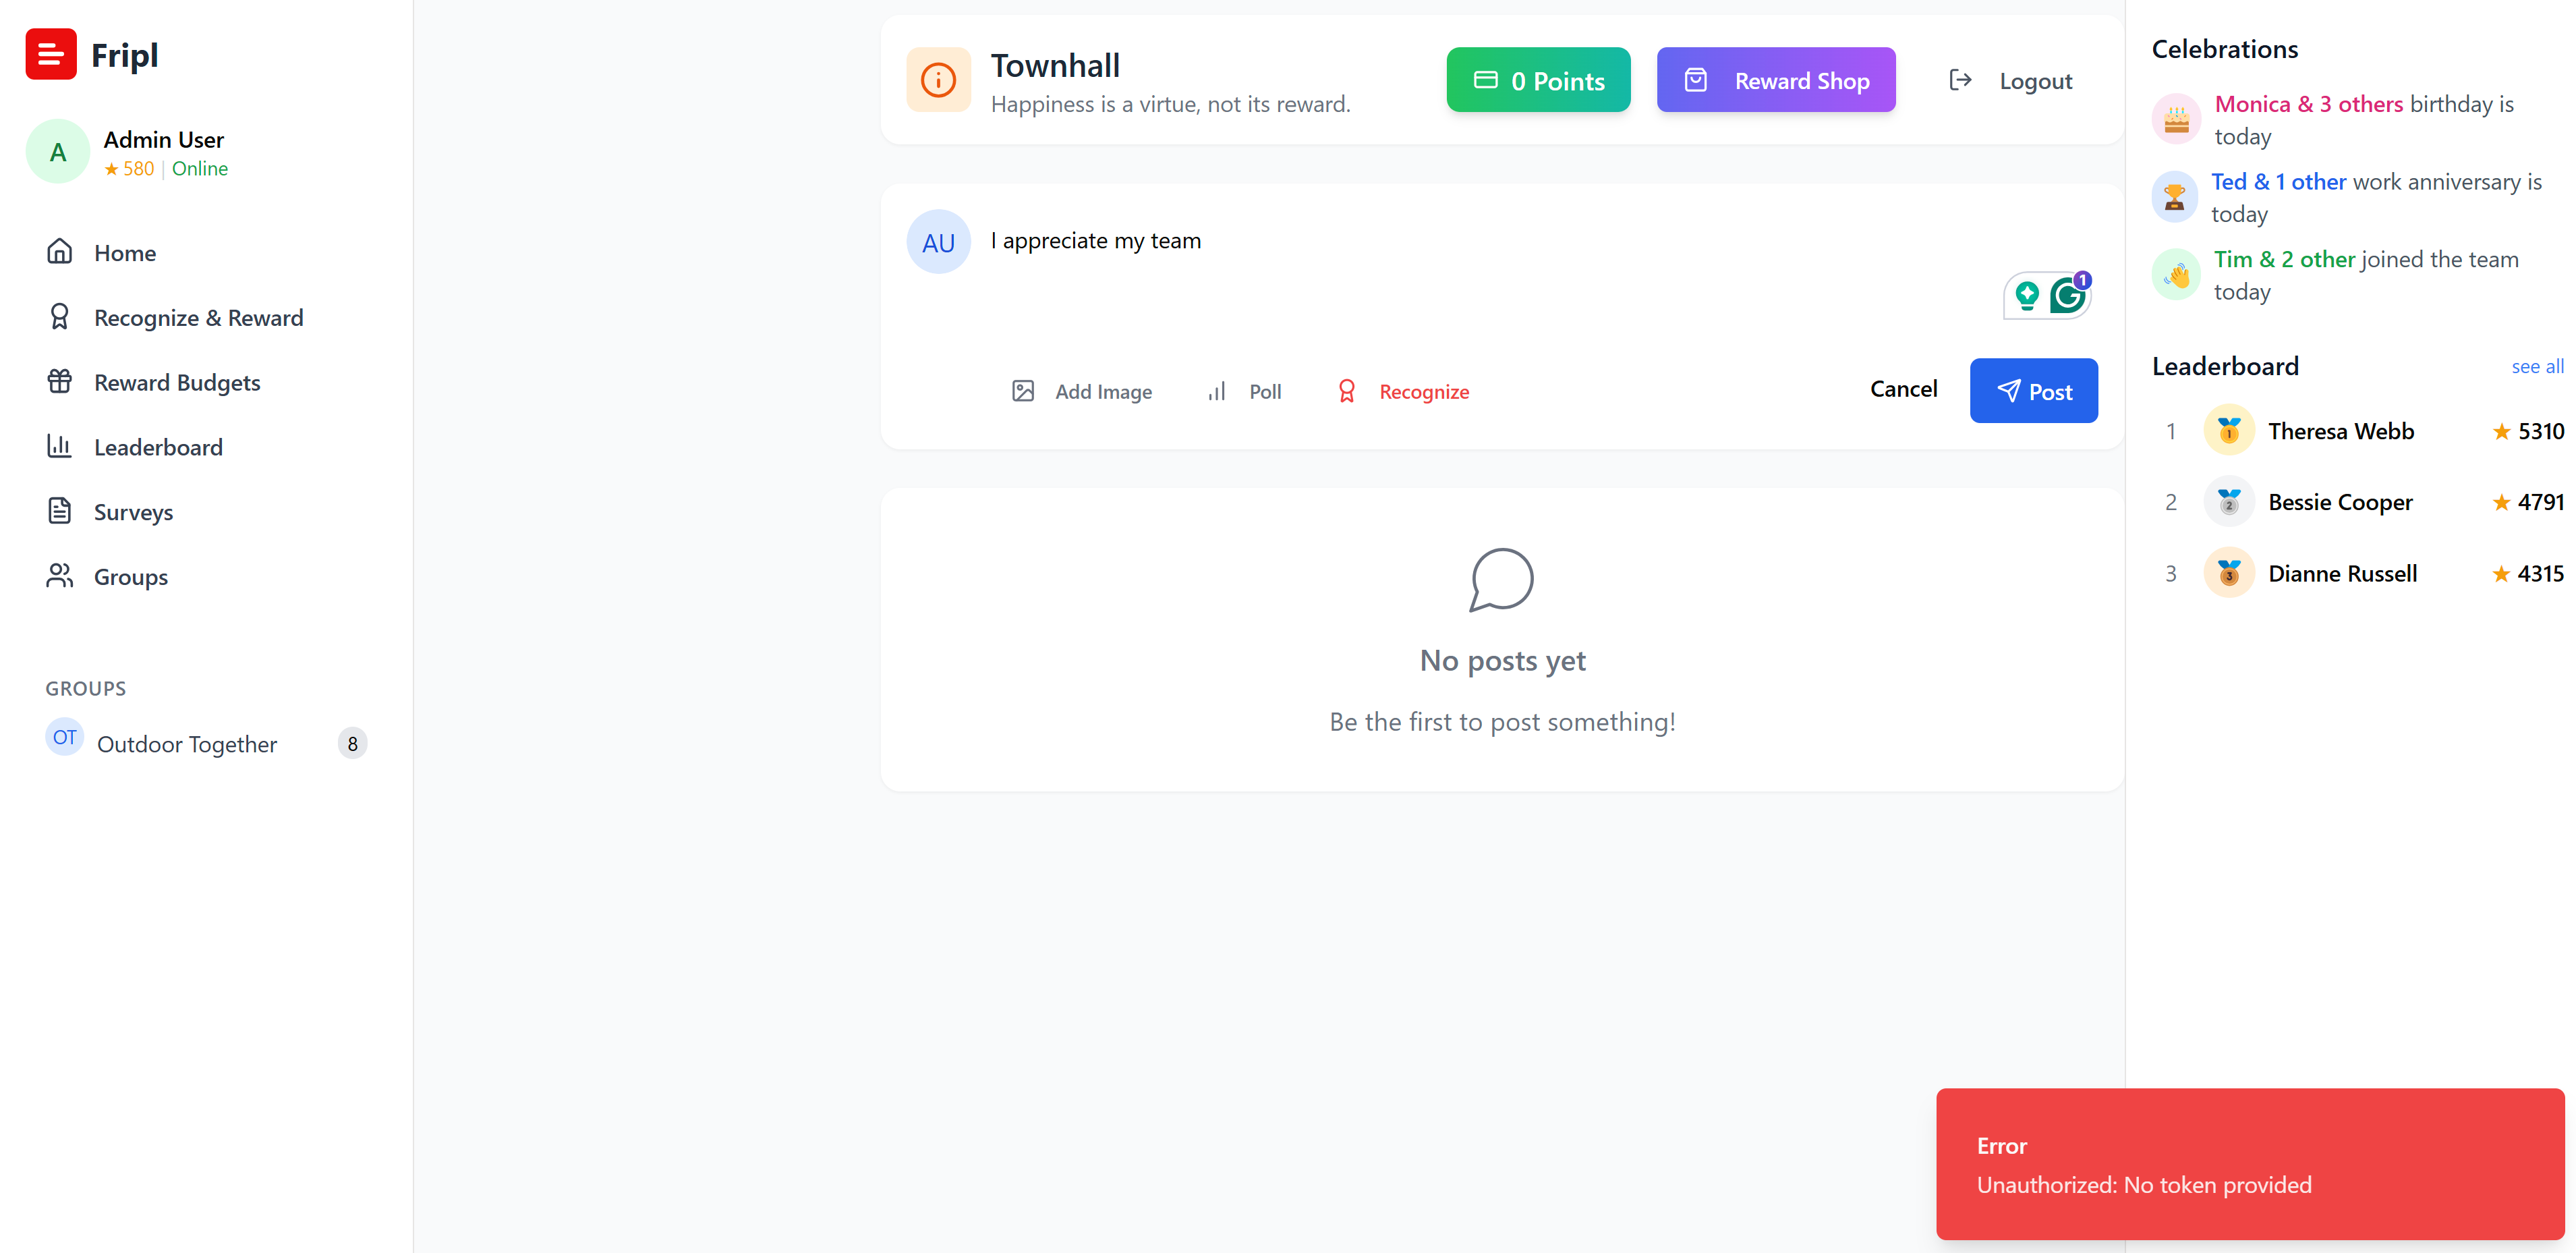 Fripl
A
Admin User
★ 580 | Online
Home
Recognize & Reward
Reward Budgets
Leaderboard
Surveys
Groups
GROUPS
OT Outdoor Together 8
Townhall
Happiness is a virtue, not its reward.
0 Points
Reward Shop
Logout
AU
I appreciate my team
1
Add Image
Poll
Recognize
Cancel
Post
No posts yet
Be the first to post something!
Celebrations
Monica & 3 others birthday is
today
Ted & 1 other work anniversary is
today
Tim & 2 other joined the team
today
Leaderboard
see all
1 Theresa Webb ★ 5310
2 Bessie Cooper ★ 4791
3 Dianne Russell ★ 4315
Error
Unauthorized: No token provided